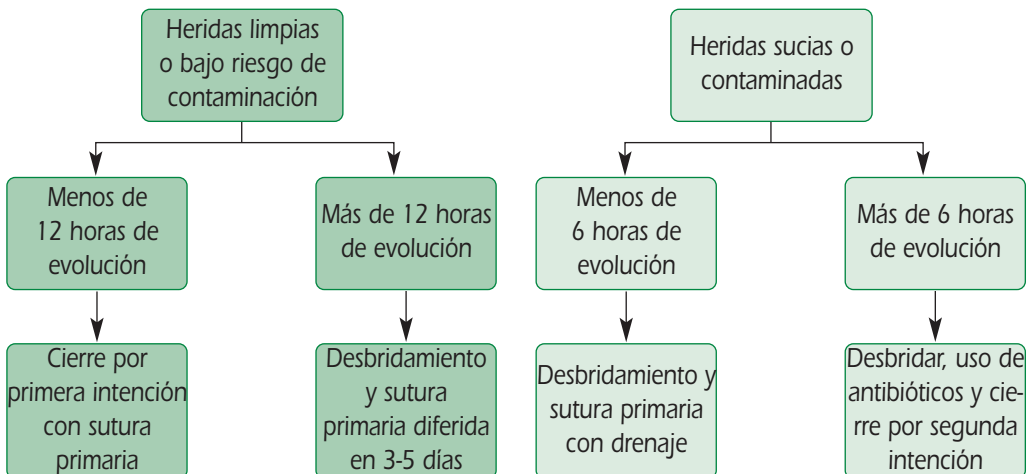 Heridas limpias
o bajo riesgo de
contaminación
Heridas sucias o
contaminadas
Menos de
12 horas de
evolución
Más de 12 horas
de evolución
Menos de
6 horas de
evolución
Más de 6 horas
de evolución
Cierre por
primera intención
con sutura
primaria
Desbridamiento
y sutura
primaria diferida
en 3-5 días
Desbridamiento y
sutura primaria
con drenaje
Desbridar, uso de
antibióticos y cie-
rre por segunda
intención